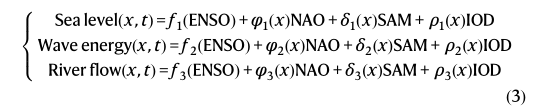 Sea level(x, t) = f₁(ENSO) + φ₁(x)NAO + δ₁(x)SAM + ρ₁(x)IOD
Wave energy(x, t) = f₂(ENSO) + φ₂(x)NAO + δ₂(x)SAM + ρ₂(x)IOD
River flow(x, t) = f₃(ENSO) + φ₃(x)NAO + δ₃(x)SAM + ρ₃(x)IOD
(3)